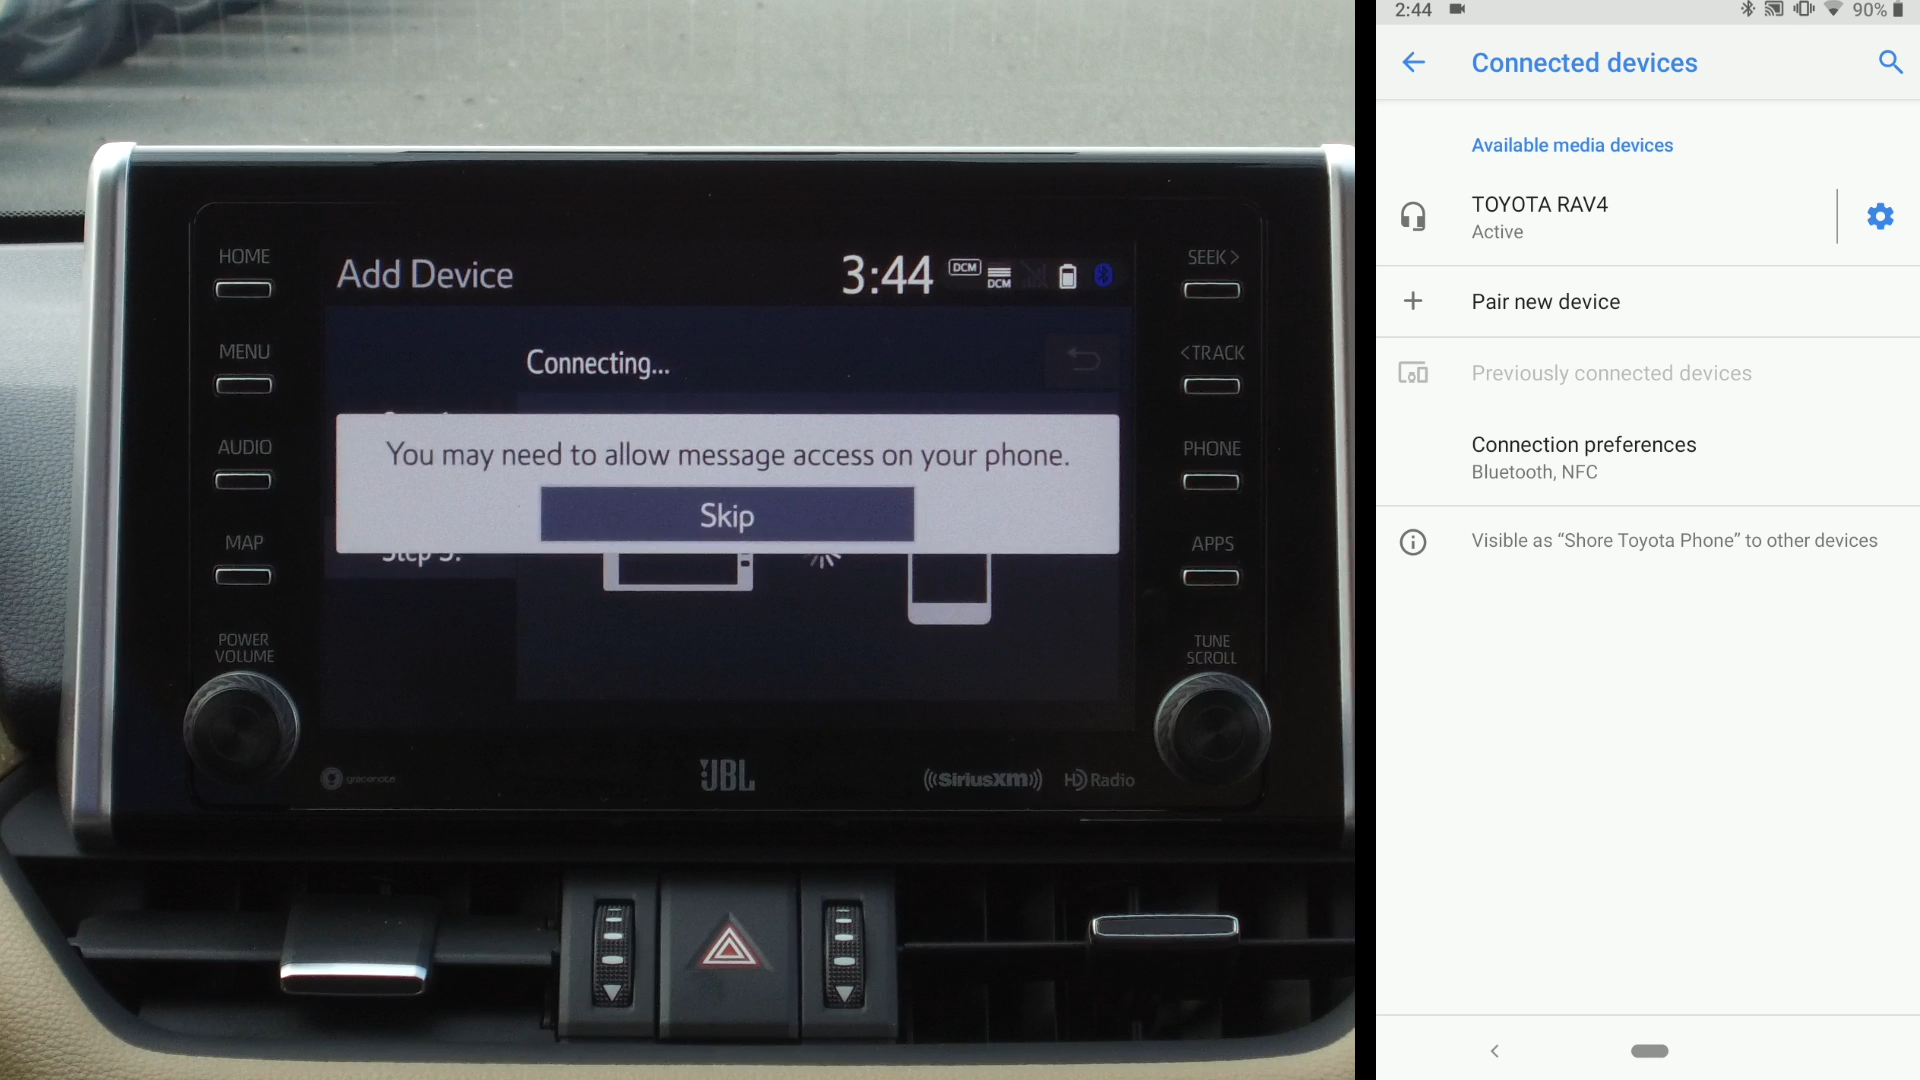 HOME
MENU
AUDIO
MAP
POWER
VOLUME
Add Device
3:44
DCM
DCM
Connecting...
You may need to allow message access on your phone.
Skip
Step 3:
SEEK >
< TRACK
PHONE
APPS
TUNE
SCROLL
gracenote
JBL
((SiriusXM))
HD Radio
2:44
90%
Connected devices
Available media devices
TOYOTA RAV4
Active
Pair new device
Previously connected devices
Connection preferences
Bluetooth, NFC
Visible as “Shore Toyota Phone” to other devices